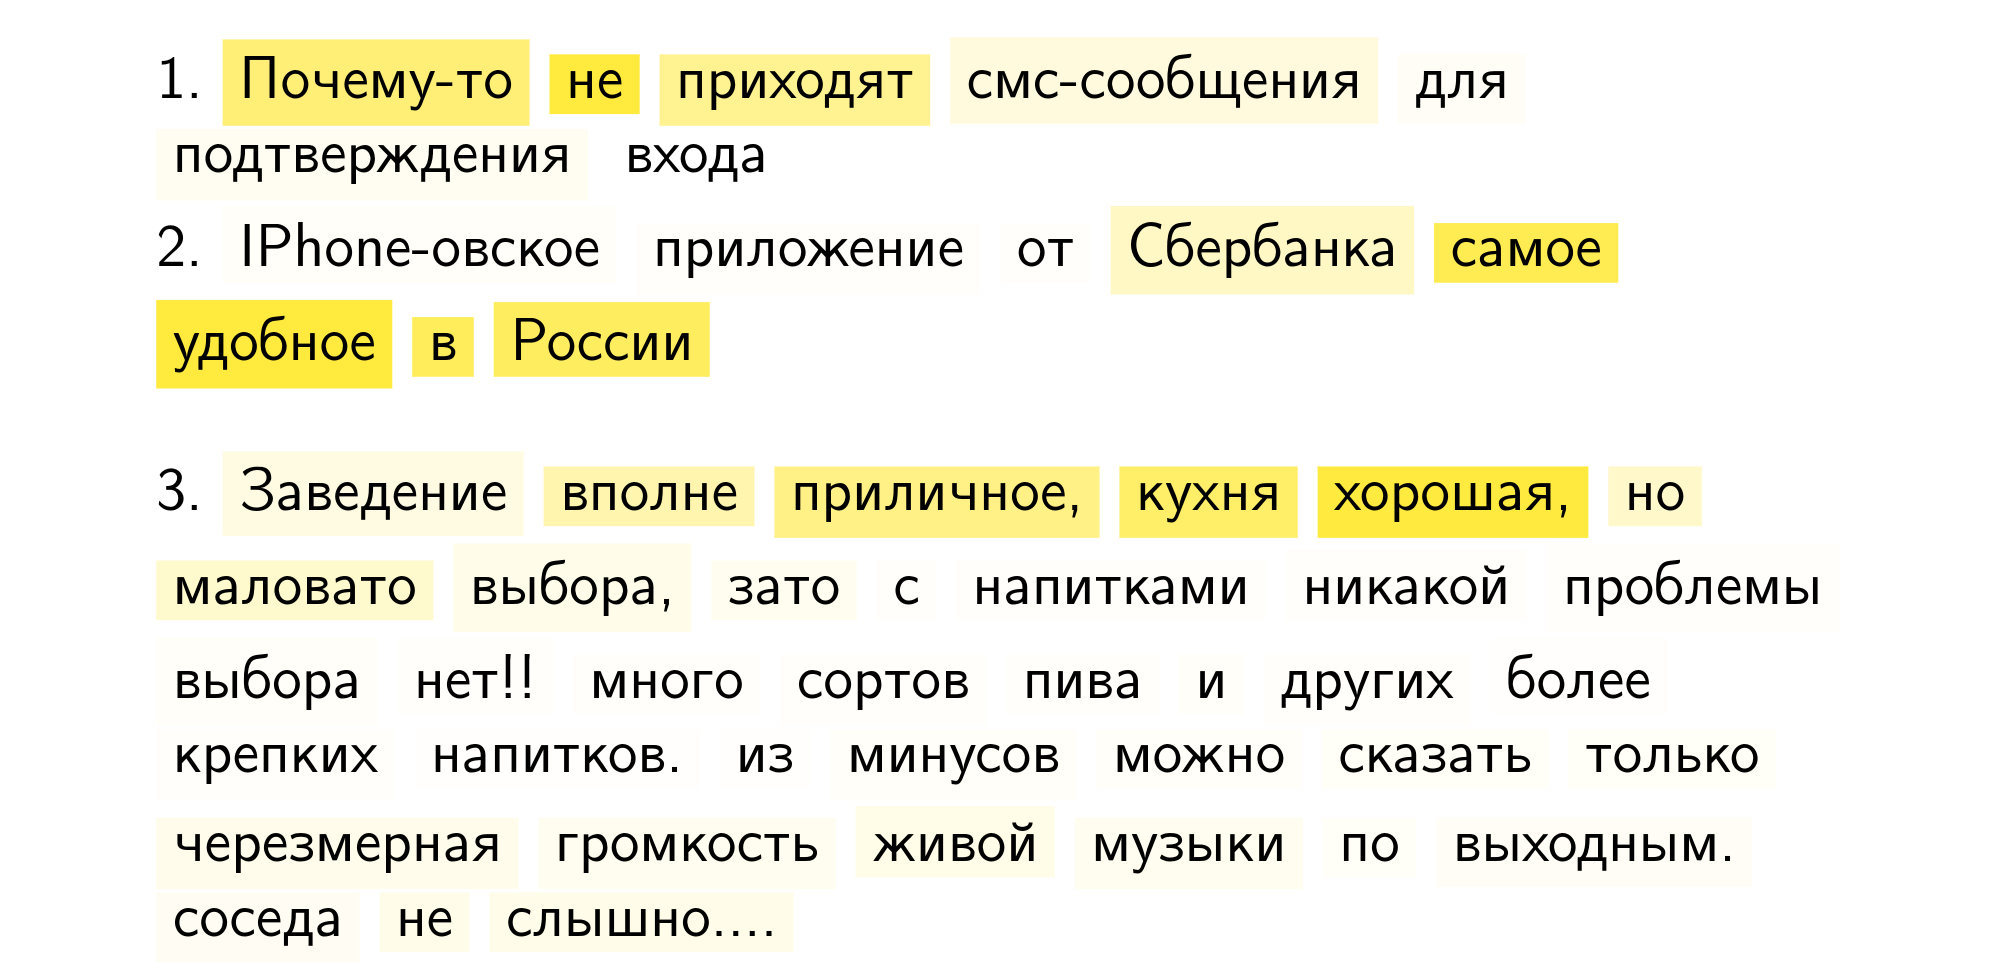 1. Почему-то не приходят смс-сообщения для
подтверждения входа
2. IPhone-овское приложение от Сбербанка самое
удобное в России
3. Заведение вполне приличное, кухня хорошая, но
маловато выбора, зато с напитками никакой проблемы
выбора нет!! много сортов пива и других более
крепких напитков. из минусов можно сказать только
черезмерная громкость живой музыки по выходным.
соседа не слышно....